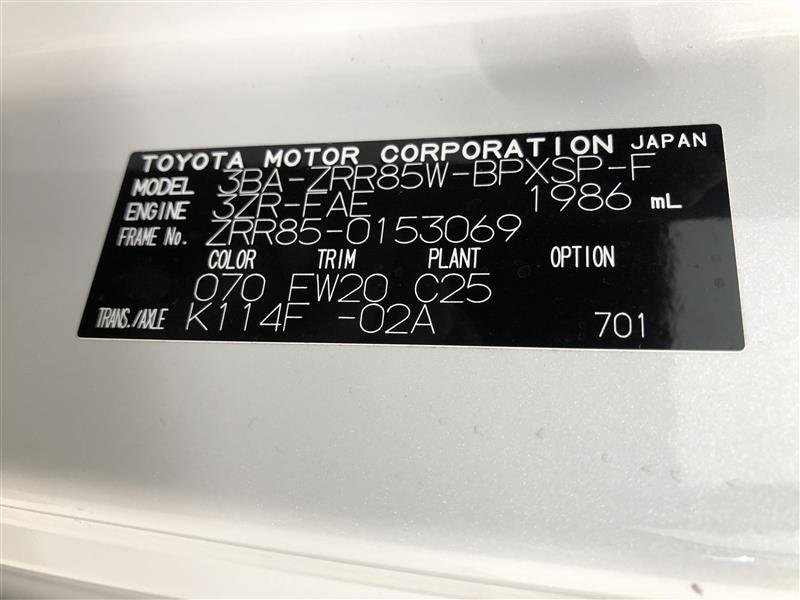 TOYOTA MOTOR CORPORATION JAPAN
MODEL 3BA-ZRR85W-BPXSP-F
ENGINE 3ZR-FAE 1986 mL
FRAME No. ZRR85-0153069
COLOR TRIM PLANT OPTION
070 EW20 C25
TRANS./AXLE K114F -02A 701